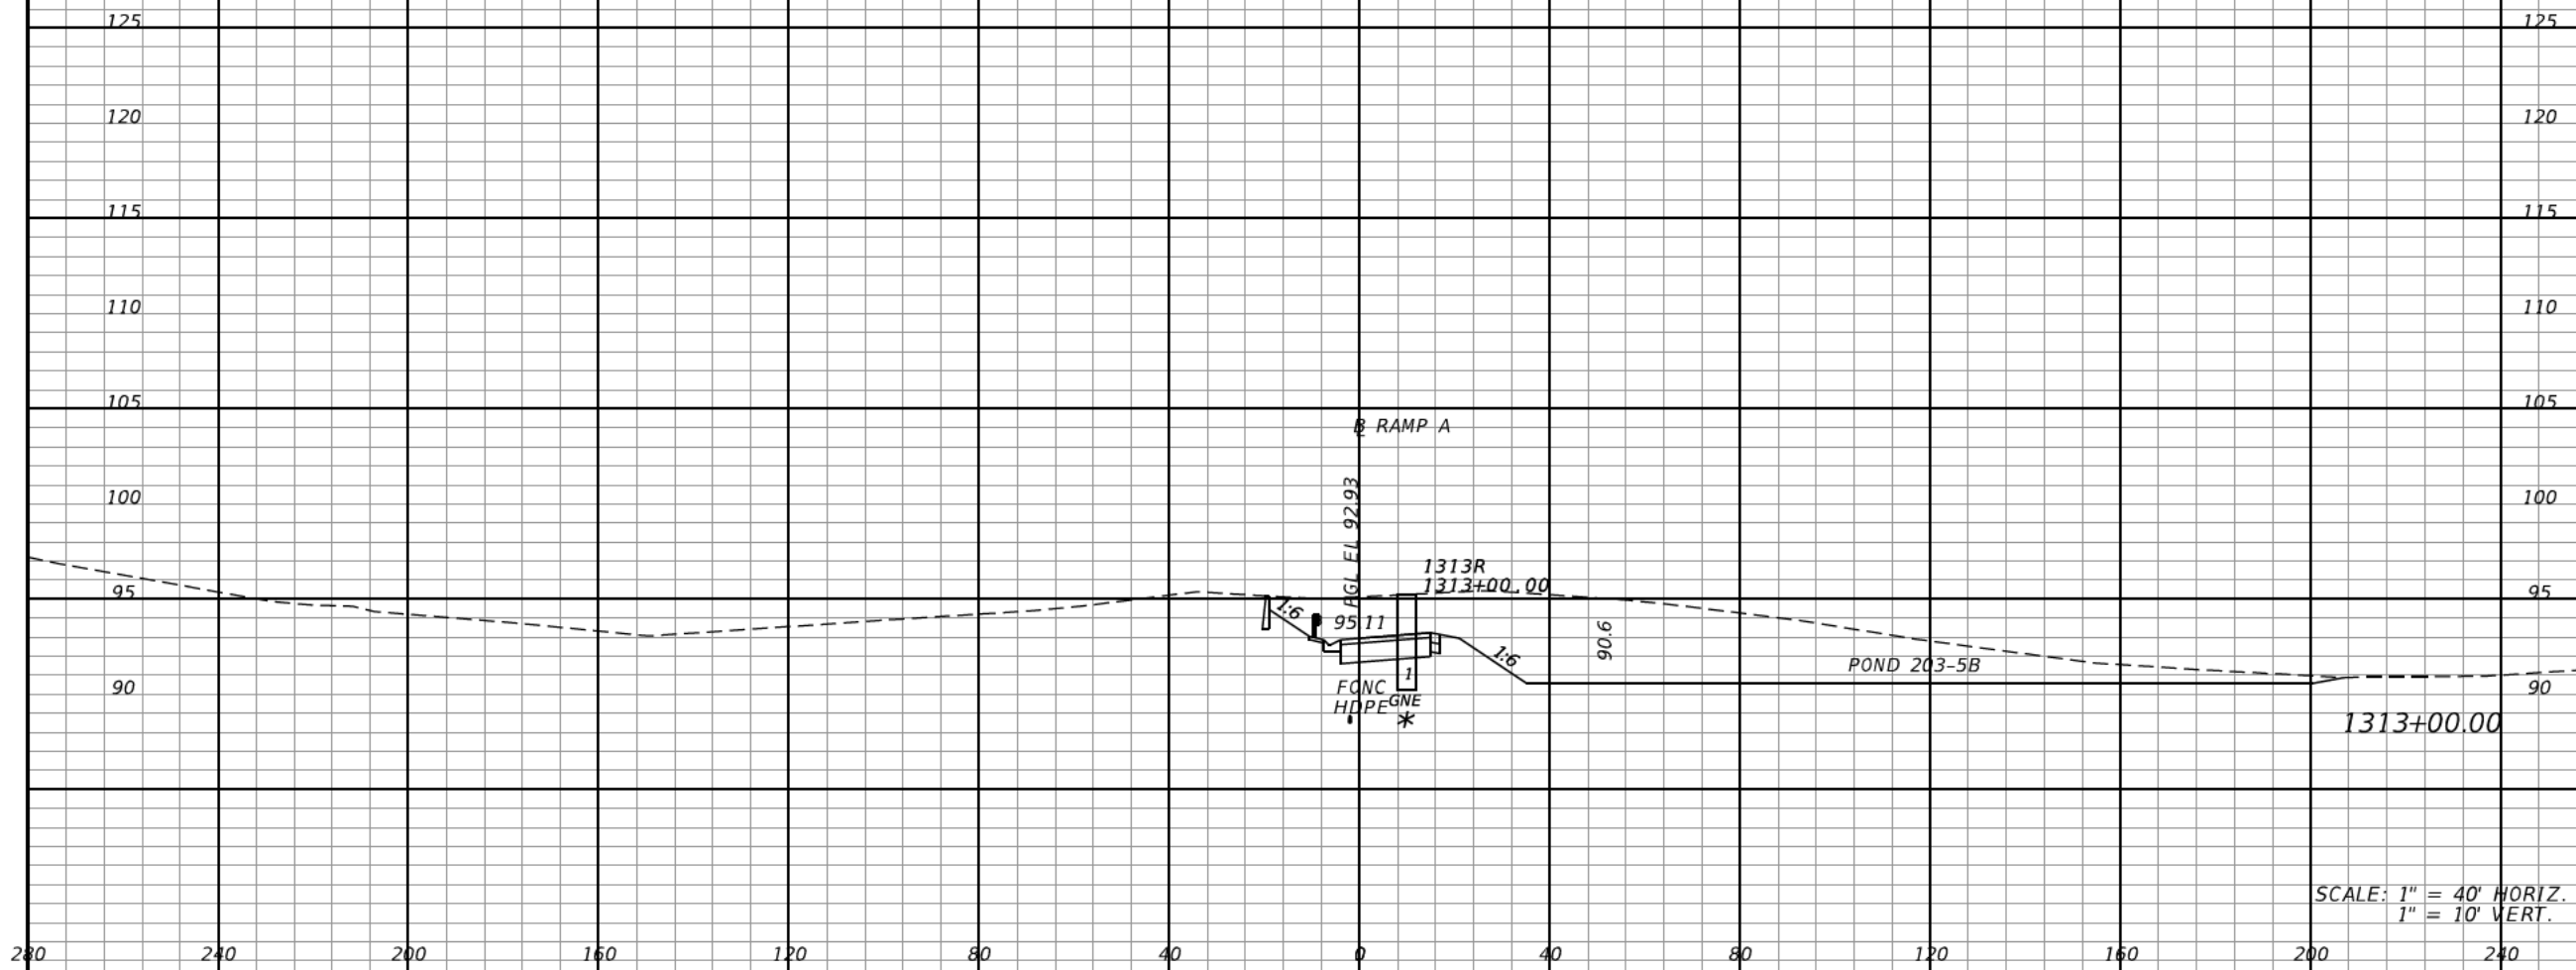 125 125
120 120
115 115
110 110
105 105
B RAMP A
100 100
PGL EL 92.93
1313R
1313+00.00
95 95
1:6
95.11
90.6
1:6
POND 203-5B
1
90 90
FONC
HDPE
GNE
*
1313+00.00
SCALE: 1" = 40' HORIZ.
1" = 10' VERT.
280 240 200 160 120 80 40 0 40 80 120 160 200 240